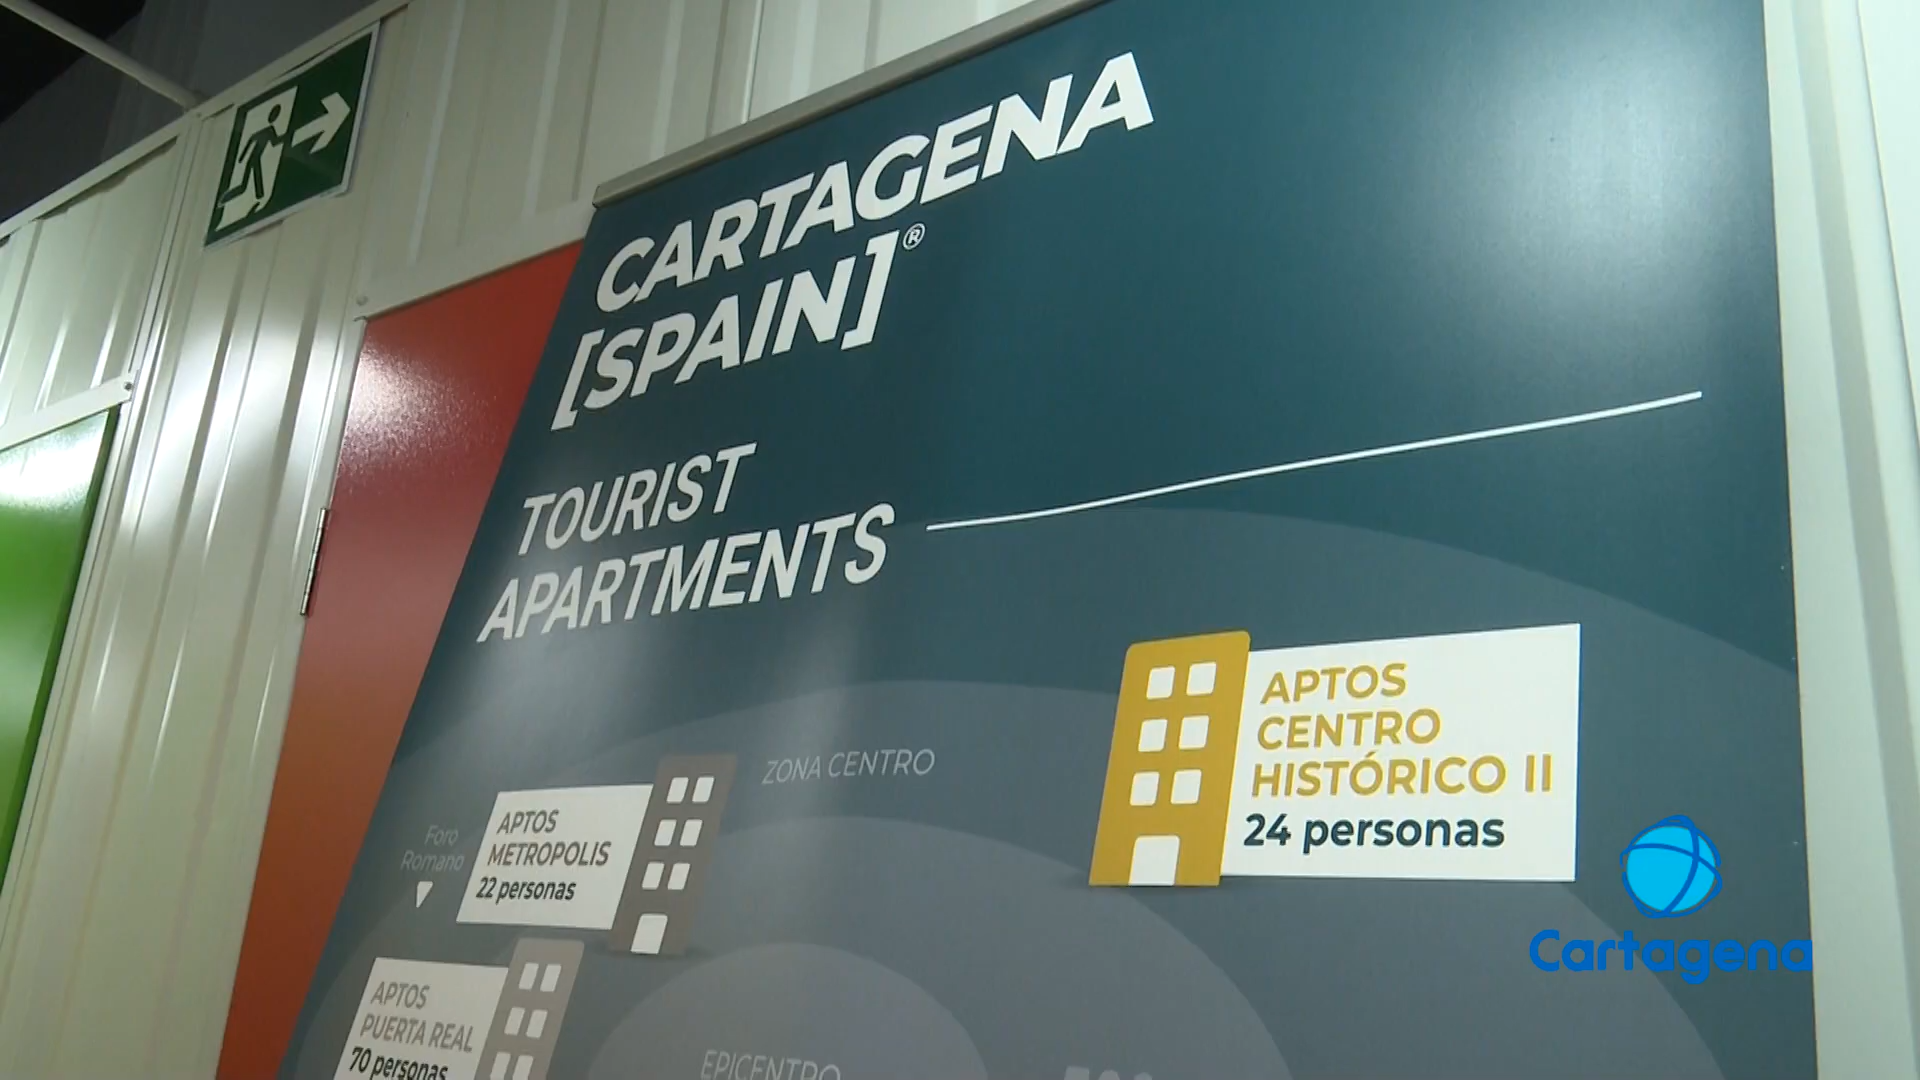 CARTAGENA
[SPAIN]®
TOURIST
APARTMENTS
APTOS
CENTRO
HISTÓRICO II
24 personas
ZONA CENTRO
APTOS
METROPOLIS
22 personas
Foro
Romano
APTOS
PUERTA REAL
70 personas
EPICENTRO
Cartagena